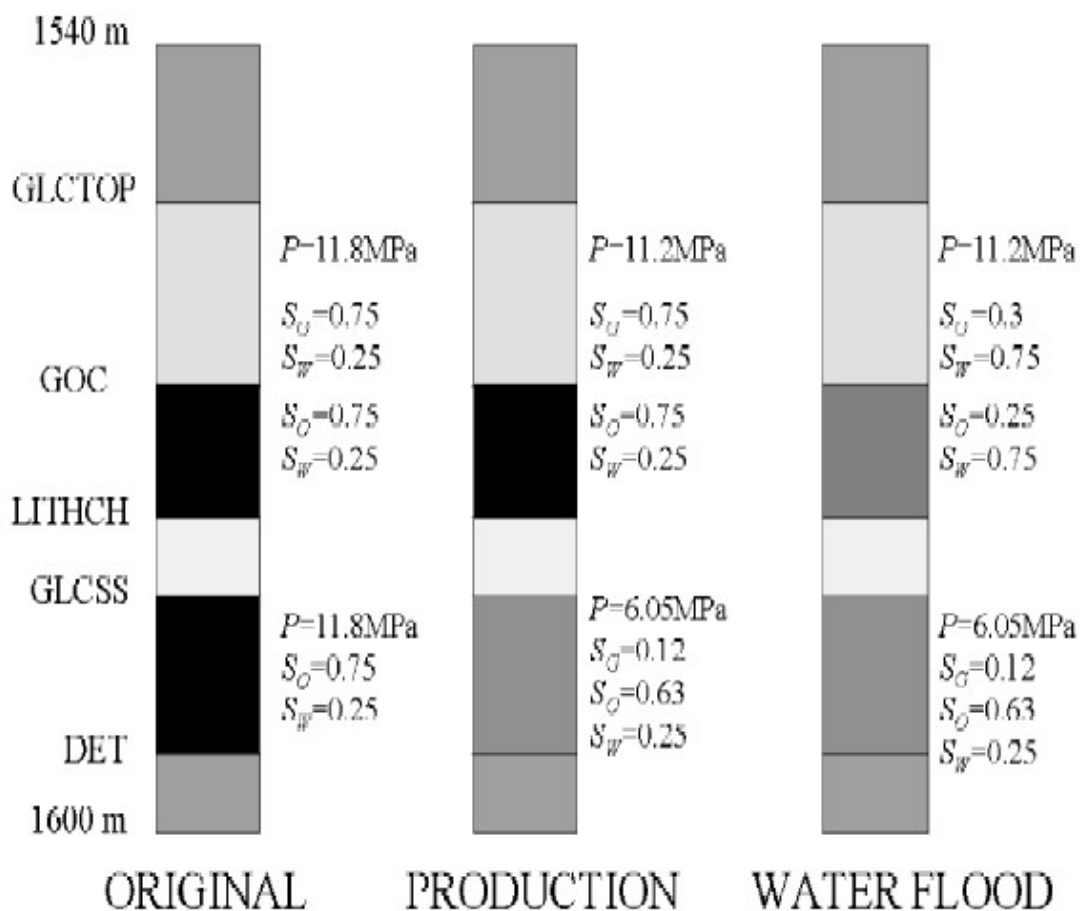 1540 m
GLCTOP
GOC
LITHCH
GLCSS
DET
1600 m
P=11.8MPa
S_G=0.75
S_W=0.25
S_O=0.75
S_W=0.25
P=11.8MPa
S_O=0.75
S_W=0.25
ORIGINAL
P=11.2MPa
S_G=0.75
S_W=0.25
S_O=0.75
S_W=0.25
P=6.05MPa
S_G=0.12
S_O=0.63
S_W=0.25
PRODUCTION
P=11.2MPa
S_G=0.3
S_W=0.75
S_O=0.25
S_W=0.75
P=6.05MPa
S_G=0.12
S_O=0.63
S_W=0.25
WATER FLOOD